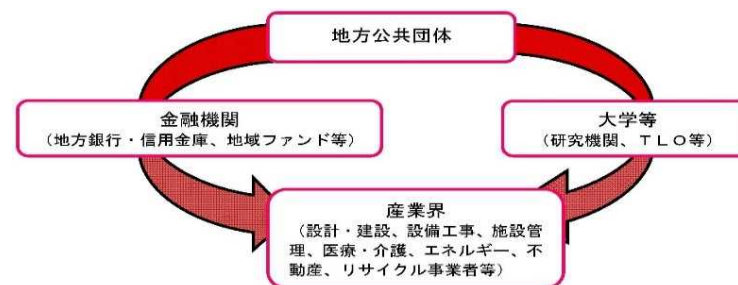 地方公共団体
金融機関
（地方銀行・信用金庫、地域ファンド等）
大学等
（研究機関、ＴＬＯ等）
産業界
（設計・建設、設備工事、施設管
理、医療・介護、エネルギー、不
動産、リサイクル事業者等）